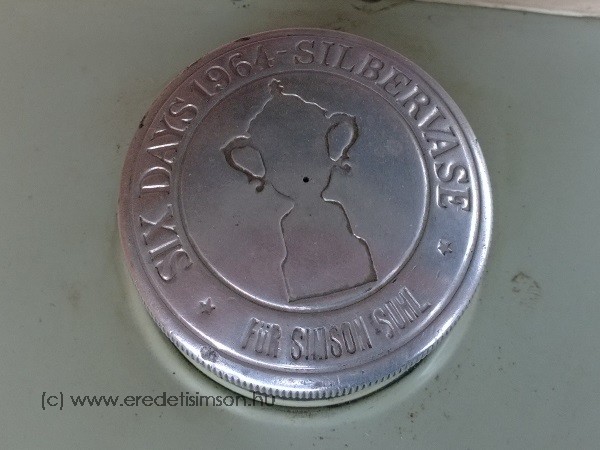 SIX DAYS 1964-SILBERVASE
FÜR SIMSON SUHL
(c) www.eredetisimson.hu